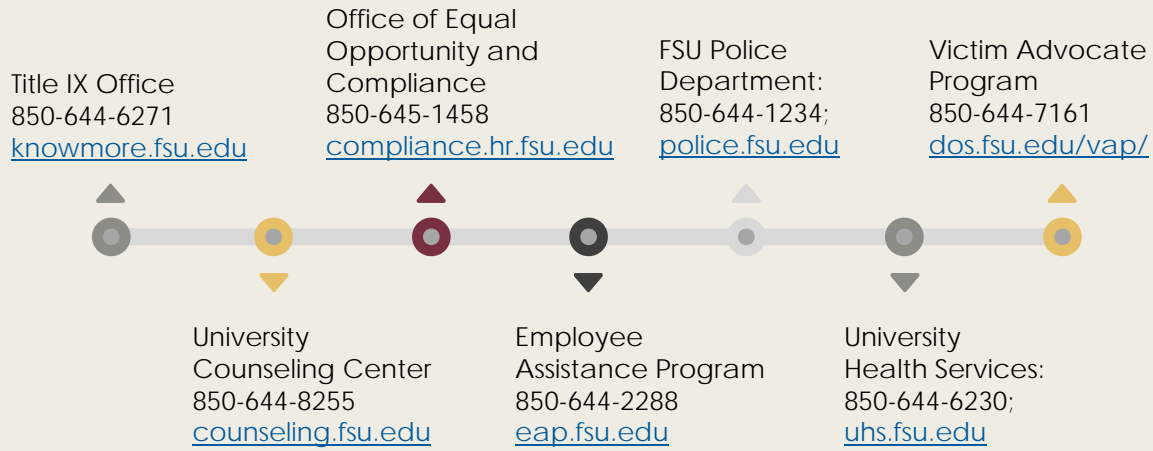 Title IX Office
850-644-6271
knowmore.fsu.edu
Office of Equal
Opportunity and
Compliance
850-645-1458
compliance.hr.fsu.edu
FSU Police
Department:
850-644-1234;
police.fsu.edu
Victim Advocate
Program
850-644-7161
dos.fsu.edu/vap/
University
Counseling Center
850-644-8255
counseling.fsu.edu
Employee
Assistance Program
850-644-2288
eap.fsu.edu
University
Health Services:
850-644-6230;
uhs.fsu.edu